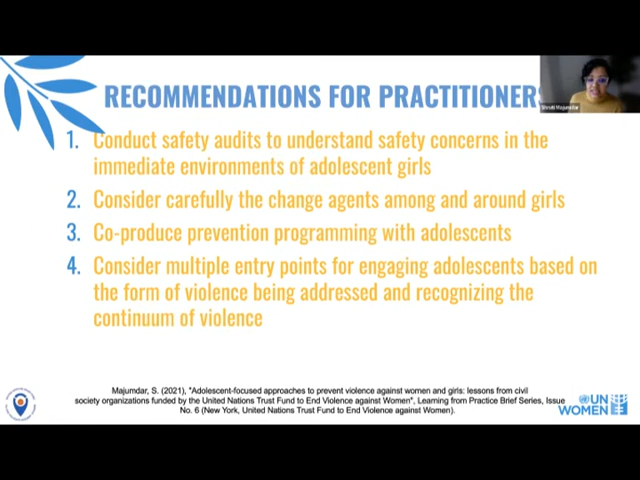 RECOMMENDATIONS FOR PRACTITIONERS
Shruti Majumdar
1. Conduct safety audits to understand safety concerns in the
immediate environments of adolescent girls
2. Consider carefully the change agents among and around girls
3. Co-produce prevention programming with adolescents
4. Consider multiple entry points for engaging adolescents based on
the form of violence being addressed and recognizing the
continuum of violence
Majumdar, S. (2021), "Adolescent-focused approaches to prevent violence against women and girls: lessons from civil
society organizations funded by the United Nations Trust Fund to End Violence against Women", Learning from Practice Brief Series, Issue
No. 6 (New York, United Nations Trust Fund to End Violence against Women).
UN
WOMEN